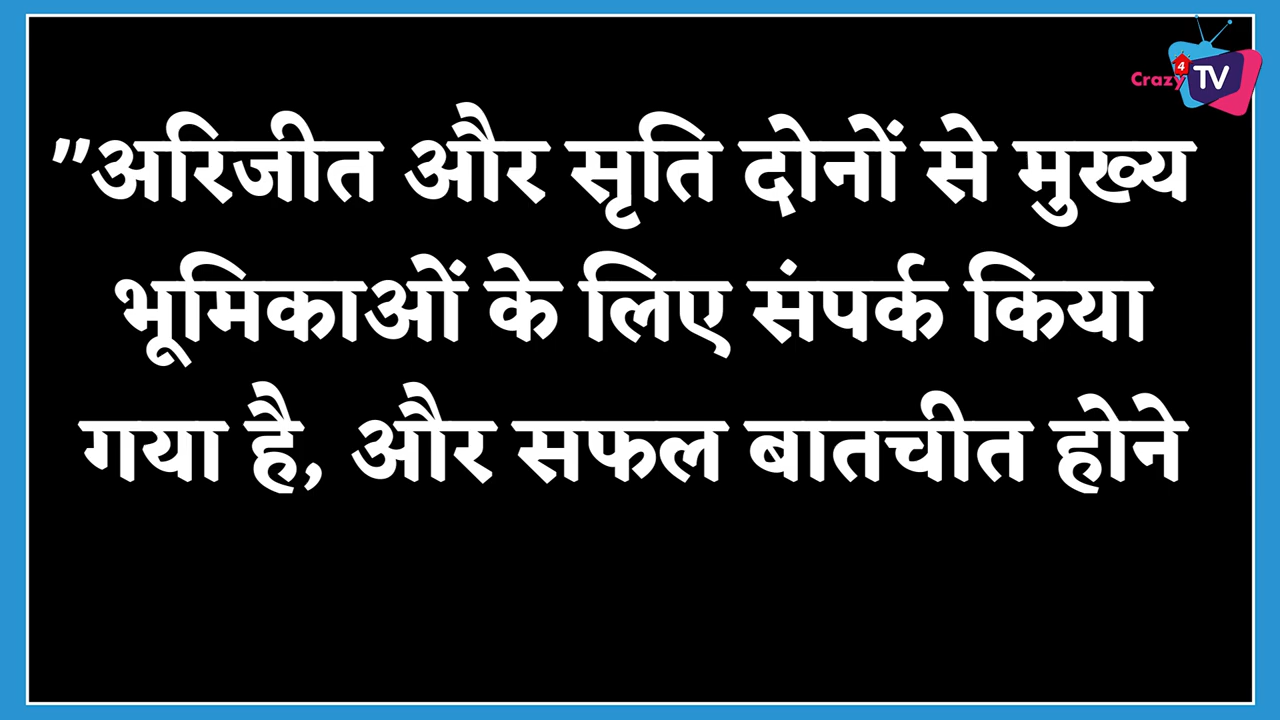 Crazy 4 TV
"अरिजीत और सृति दोनों से मुख्य
भूमिकाओं के लिए संपर्क किया
गया है, और सफल बातचीत होने